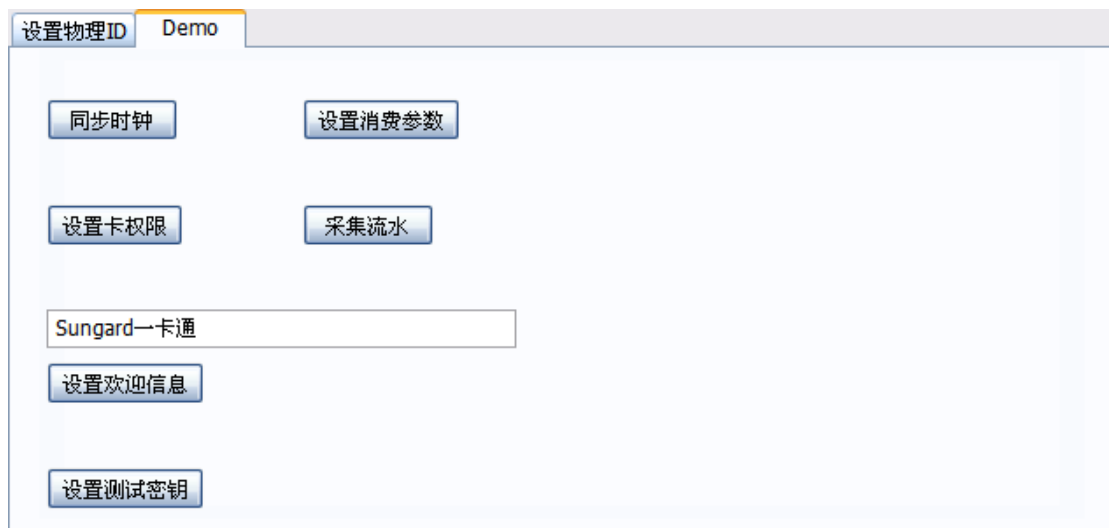 设置物理ID Demo
同步时钟 设置消费参数
设置卡权限 采集流水
Sungard一卡通
设置欢迎信息
设置测试密钥